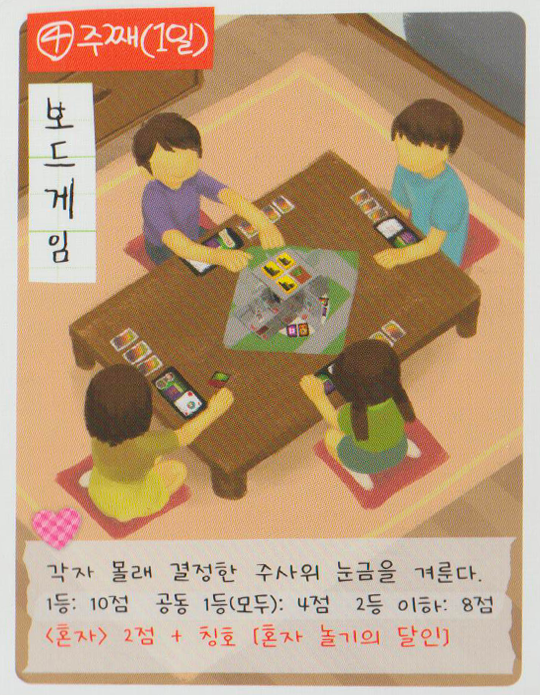 ④주째(1일)
보드게임
각자 몰래 결정한 주사위 눈금을 겨룬다.
1등: 10점 공동 1등(모두): 4점 2등 이하: 8점
<혼자> 2점 + 칭호 [혼자 놀기의 달인]